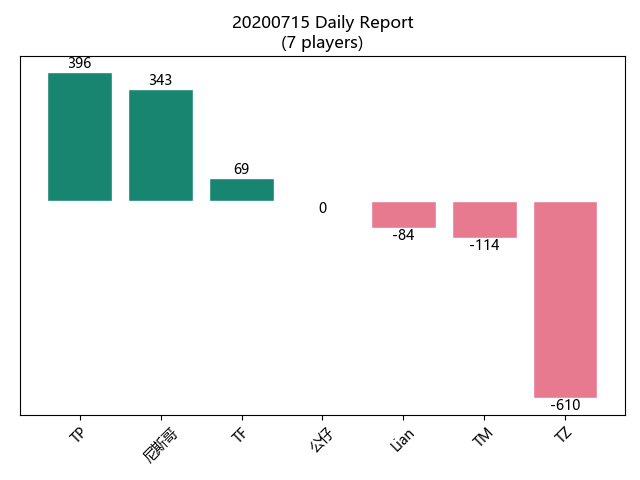 20200715 Daily Report
(7 players)
396
343
69
0
-84
-114
-610
TP
尼斯哥
TF
公仔
Lian
TM
TZ